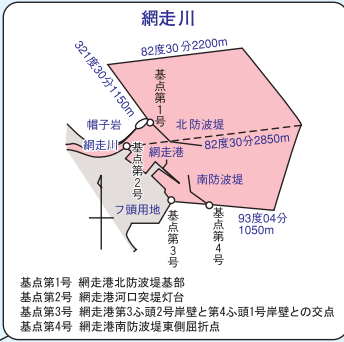 網走川
82度30分2200m
321度30分1150m
基点第1号
帽子岩
北防波堤
網走川
基点第2号
網走港
82度30分2850m
南防波堤
フ頭用地
基点第3号
基点第4号
93度04分
1050m
基点第1号 網走港北防波堤基部
基点第2号 網走港河口突堤灯台
基点第3号 網走港第3ふ頭2号岸壁と第4ふ頭1号岸壁との交点
基点第4号 網走港南防波堤東側屈折点